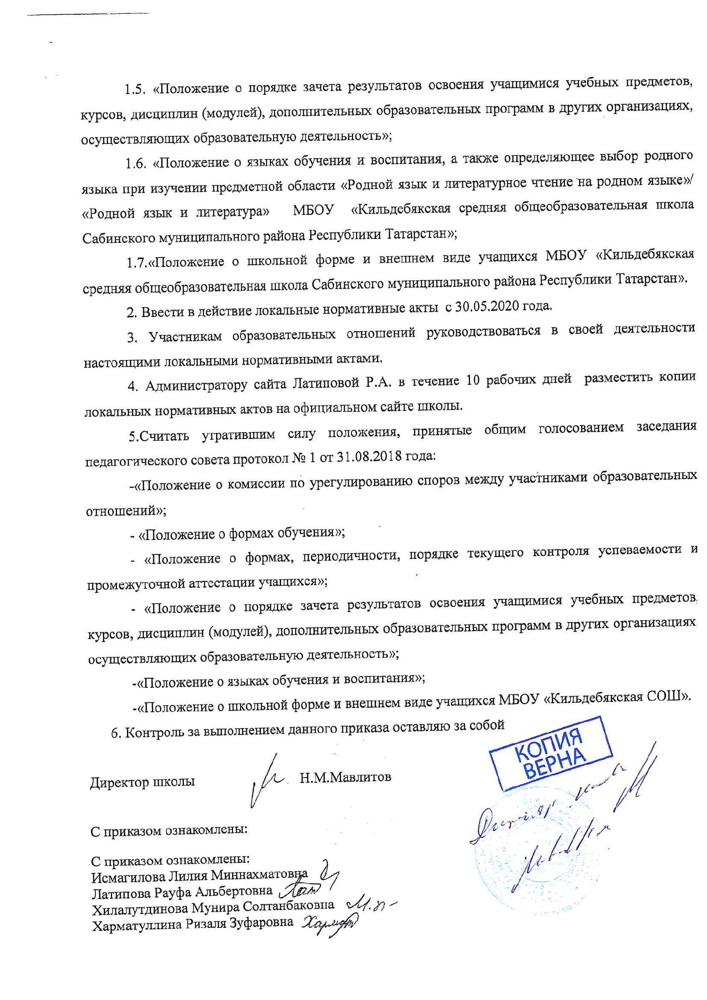 1.5. «Положение о порядке зачета результатов освоения учащимися учебных предметов,
курсов, дисциплин (модулей), дополнительных образовательных программ в других организациях,
осуществляющих образовательную деятельность»;
1.6. «Положение о языках обучения и воспитания, а также определяющее выбор родного
языка при изучении предметной области «Родной язык и литературное чтение на родном языке»/
«Родной язык и литература» МБОУ «Кильдебякская средняя общеобразовательная школа
Сабинского муниципального района Республики Татарстан»;
1.7.«Положение о школьной форме и внешнем виде учащихся МБОУ «Кильдебякская
средняя общеобразовательная школа Сабинского муниципального района Республики Татарстан».
2. Ввести в действие локальные нормативные акты с 30.05.2020 года.
3. Участникам образовательных отношений руководствоваться в своей деятельности
настоящими локальными нормативными актами.
4. Администратору сайта Латиповой Р.А. в течение 10 рабочих дней разместить копии
локальных нормативных актов на официальном сайте школы.
5.Считать утратившим силу положения, принятые общим голосованием заседания
педагогического совета протокол № 1 от 31.08.2018 года:
-«Положение о комиссии по урегулированию споров между участниками образовательных
отношений»;
- «Положение о формах обучения»;
- «Положение о формах, периодичности, порядке текущего контроля успеваемости и
промежуточной аттестации учащихся»;
- «Положение о порядке зачета результатов освоения учащимися учебных предметов,
курсов, дисциплин (модулей), дополнительных образовательных программ в других организациях
осуществляющих образовательную деятельность»;
-«Положение о языках обучения и воспитания»;
-«Положение о школьной форме и внешнем виде учащихся МБОУ «Кильдебякская СОШ».
6. Контроль за выполнением данного приказа оставляю за собой
КОПИЯ
ВЕРНА
Директор школы Н.М.Мавлитов
С приказом ознакомлены:
С приказом ознакомлены:
Исмагилова Лилия Миннахматовна
Латипова Рауфа Альбертовна
Хилалутдинова Мунира Солтанбаковна
Харматуллина Ризаля Зуфаровна